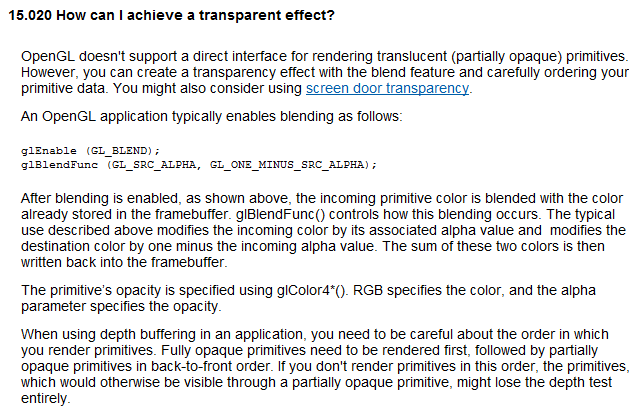 15.020 How can I achieve a transparent effect?
OpenGL doesn't support a direct interface for rendering translucent (partially opaque) primitives.
However, you can create a transparency effect with the blend feature and carefully ordering your
primitive data. You might also consider using screen door transparency.
An OpenGL application typically enables blending as follows:
glEnable (GL_BLEND);
glBlendFunc (GL_SRC_ALPHA, GL_ONE_MINUS_SRC_ALPHA);
After blending is enabled, as shown above, the incoming primitive color is blended with the color
already stored in the framebuffer. glBlendFunc() controls how this blending occurs. The typical
use described above modifies the incoming color by its associated alpha value and  modifies the
destination color by one minus the incoming alpha value. The sum of these two colors is then
written back into the framebuffer.
The primitive's opacity is specified using glColor4*(). RGB specifies the color, and the alpha
parameter specifies the opacity.
When using depth buffering in an application, you need to be careful about the order in which
you render primitives. Fully opaque primitives need to be rendered first, followed by partially
opaque primitives in back-to-front order. If you don't render primitives in this order, the primitives,
which would otherwise be visible through a partially opaque primitive, might lose the depth test
entirely.